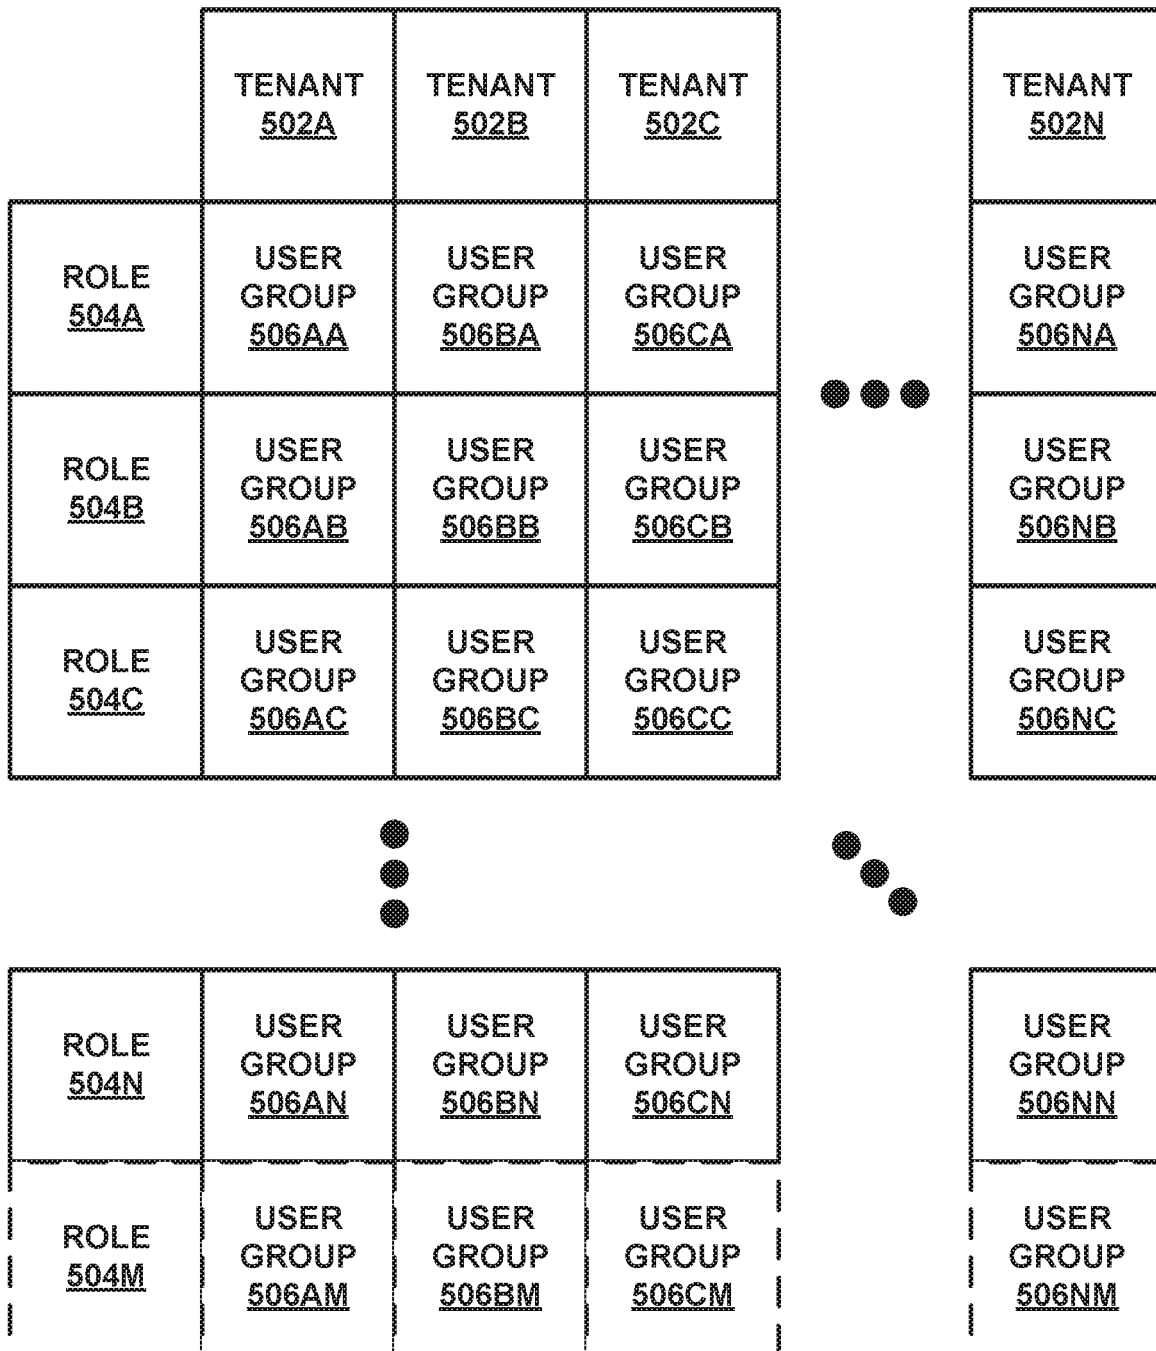 TENANT
502A
TENANT
502B
TENANT
502C
TENANT
502N
ROLE
504A
USER
GROUP
506AA
USER
GROUP
506BA
USER
GROUP
506CA
USER
GROUP
506NA
ROLE
504B
USER
GROUP
506AB
USER
GROUP
506BB
USER
GROUP
506CB
USER
GROUP
506NB
ROLE
504C
USER
GROUP
506AC
USER
GROUP
506BC
USER
GROUP
506CC
USER
GROUP
506NC
ROLE
504N
USER
GROUP
506AN
USER
GROUP
506BN
USER
GROUP
506CN
USER
GROUP
506NN
ROLE
504M
USER
GROUP
506AM
USER
GROUP
506BM
USER
GROUP
506CM
USER
GROUP
506NM